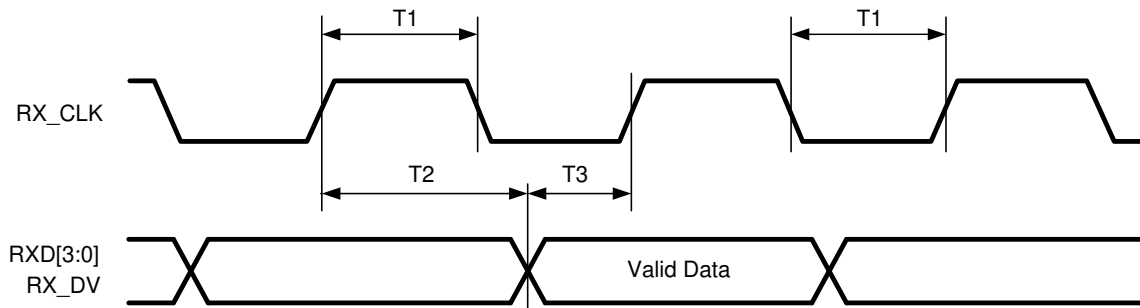 T1
T1
RX_CLK
T2
T3
RXD[3:0]
RX_DV
Valid Data